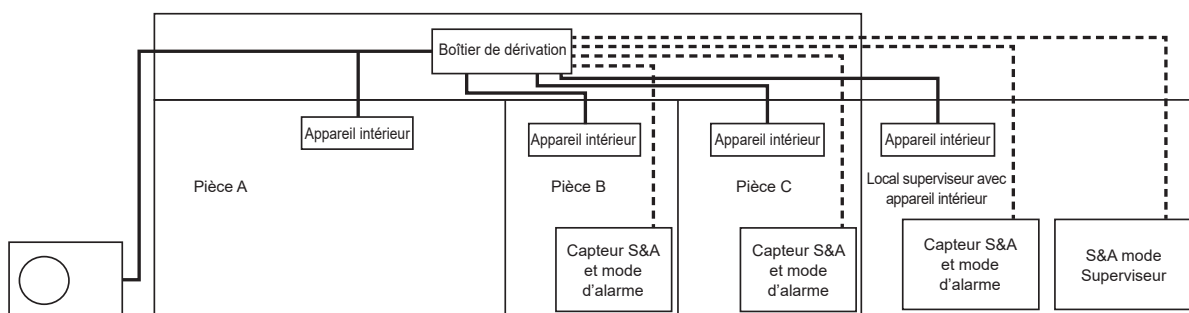 Boîtier de dérivation
Appareil intérieur
Appareil intérieur
Appareil intérieur
Appareil intérieur
Pièce A
Pièce B
Pièce C
Local superviseur avec
appareil intérieur
Capteur S&A
et mode
d'alarme
Capteur S&A
et mode
d'alarme
Capteur S&A
et mode
d'alarme
S&A mode
Superviseur